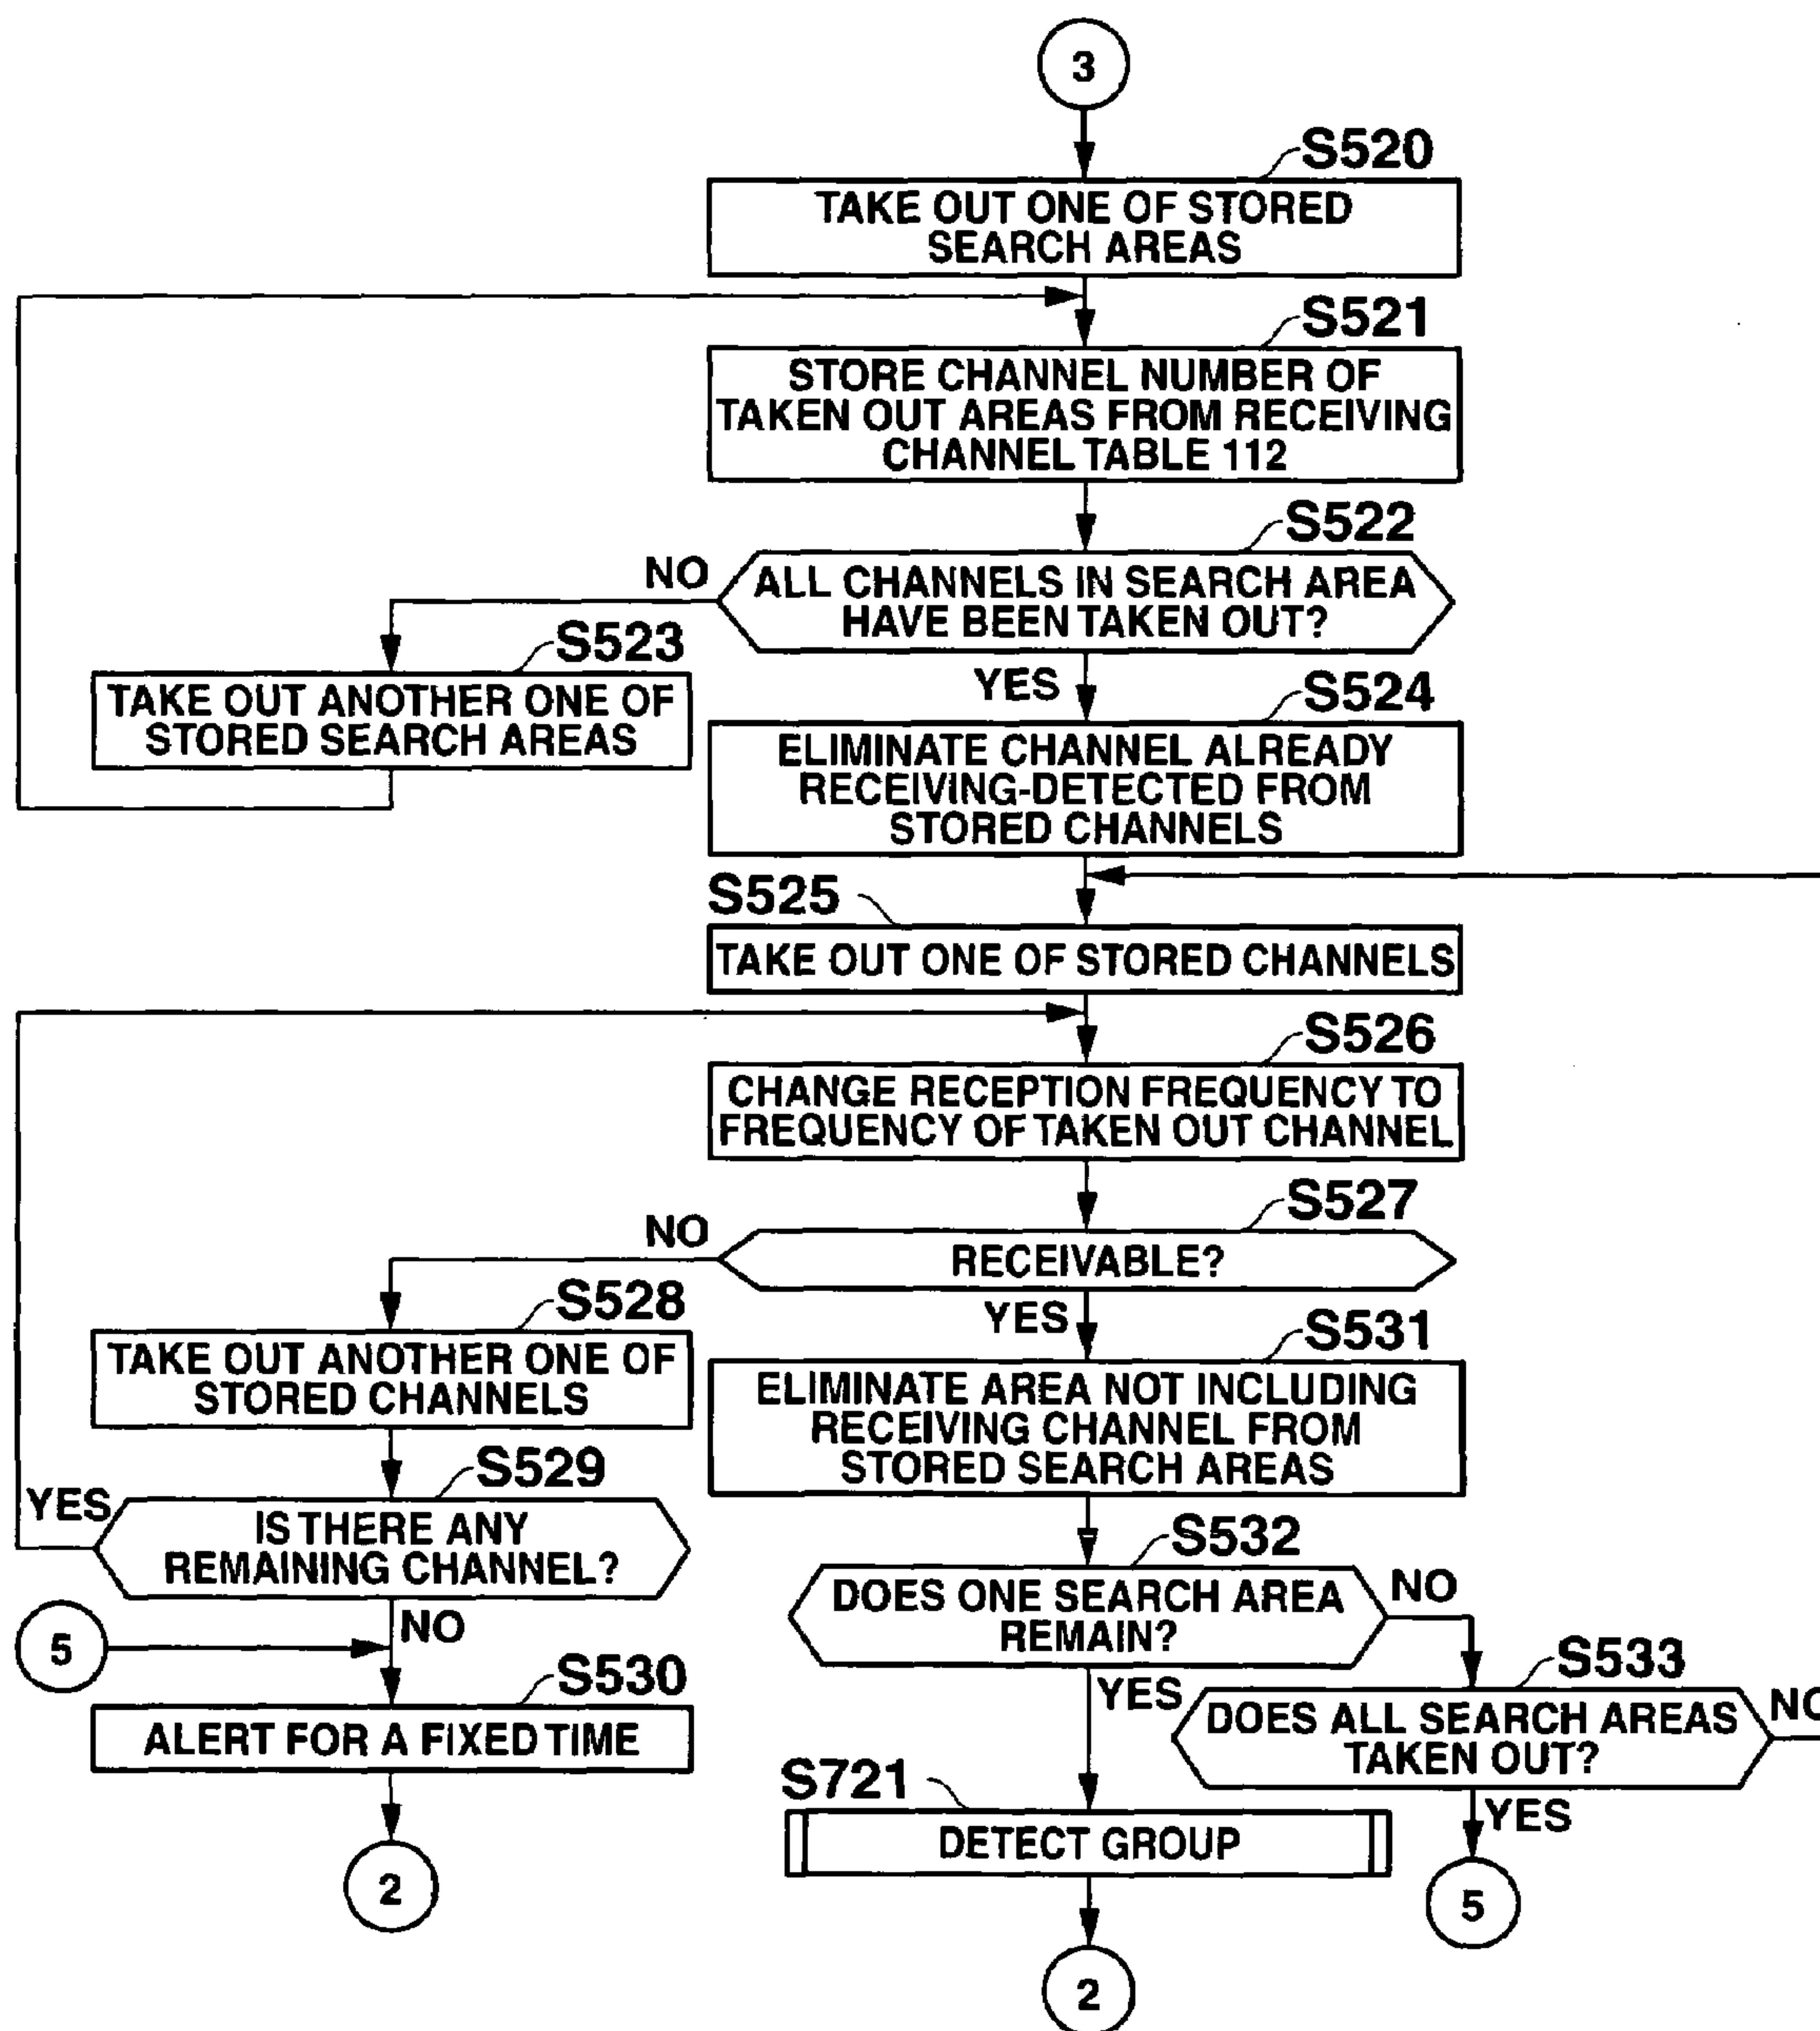 3
S520
TAKE OUT ONE OF STORED
SEARCH AREAS
S521
STORE CHANNEL NUMBER OF
TAKEN OUT AREAS FROM RECEIVING
CHANNEL TABLE 112
S522
NO
ALL CHANNELS IN SEARCH AREA
HAVE BEEN TAKEN OUT?
S523
TAKE OUT ANOTHER ONE OF
STORED SEARCH AREAS
YES
S524
ELIMINATE CHANNEL ALREADY
RECEIVING-DETECTED FROM
STORED CHANNELS
S525
TAKE OUT ONE OF STORED CHANNELS
S526
CHANGE RECEPTION FREQUENCY TO
FREQUENCY OF TAKEN OUT CHANNEL
S527
NO
RECEIVABLE?
S528
TAKE OUT ANOTHER ONE OF
STORED CHANNELS
YES
S531
ELIMINATE AREA NOT INCLUDING
RECEIVING CHANNEL FROM
STORED SEARCH AREAS
S529
YES
IS THERE ANY
REMAINING CHANNEL?
S532
DOES ONE SEARCH AREA
REMAIN?
NO
5
NO
S530
ALERT FOR A FIXED TIME
2
YES
S533
DOES ALL SEARCH AREAS
TAKEN OUT?
NO
S721
DETECT GROUP
YES
5
2